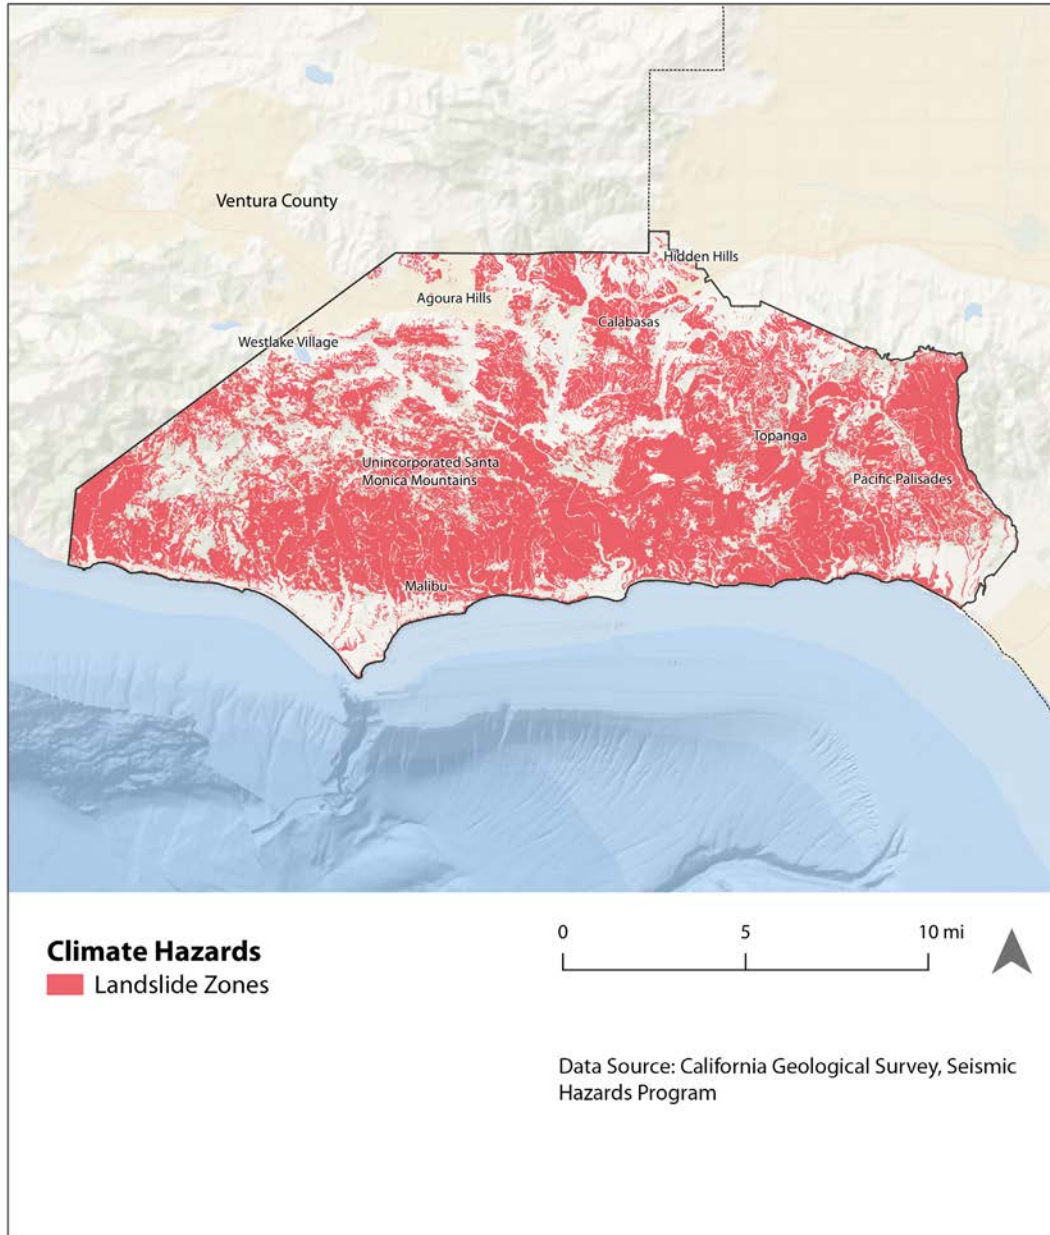 Ventura County
Hidden Hills
Agoura Hills
Calabasas
Westlake Village
Topanga
Unincorporated Santa
Monica Mountains
Pacific Palisades
Malibu
Climate Hazards
Landslide Zones
0 5 10 mi
Data Source: California Geological Survey, Seismic
Hazards Program